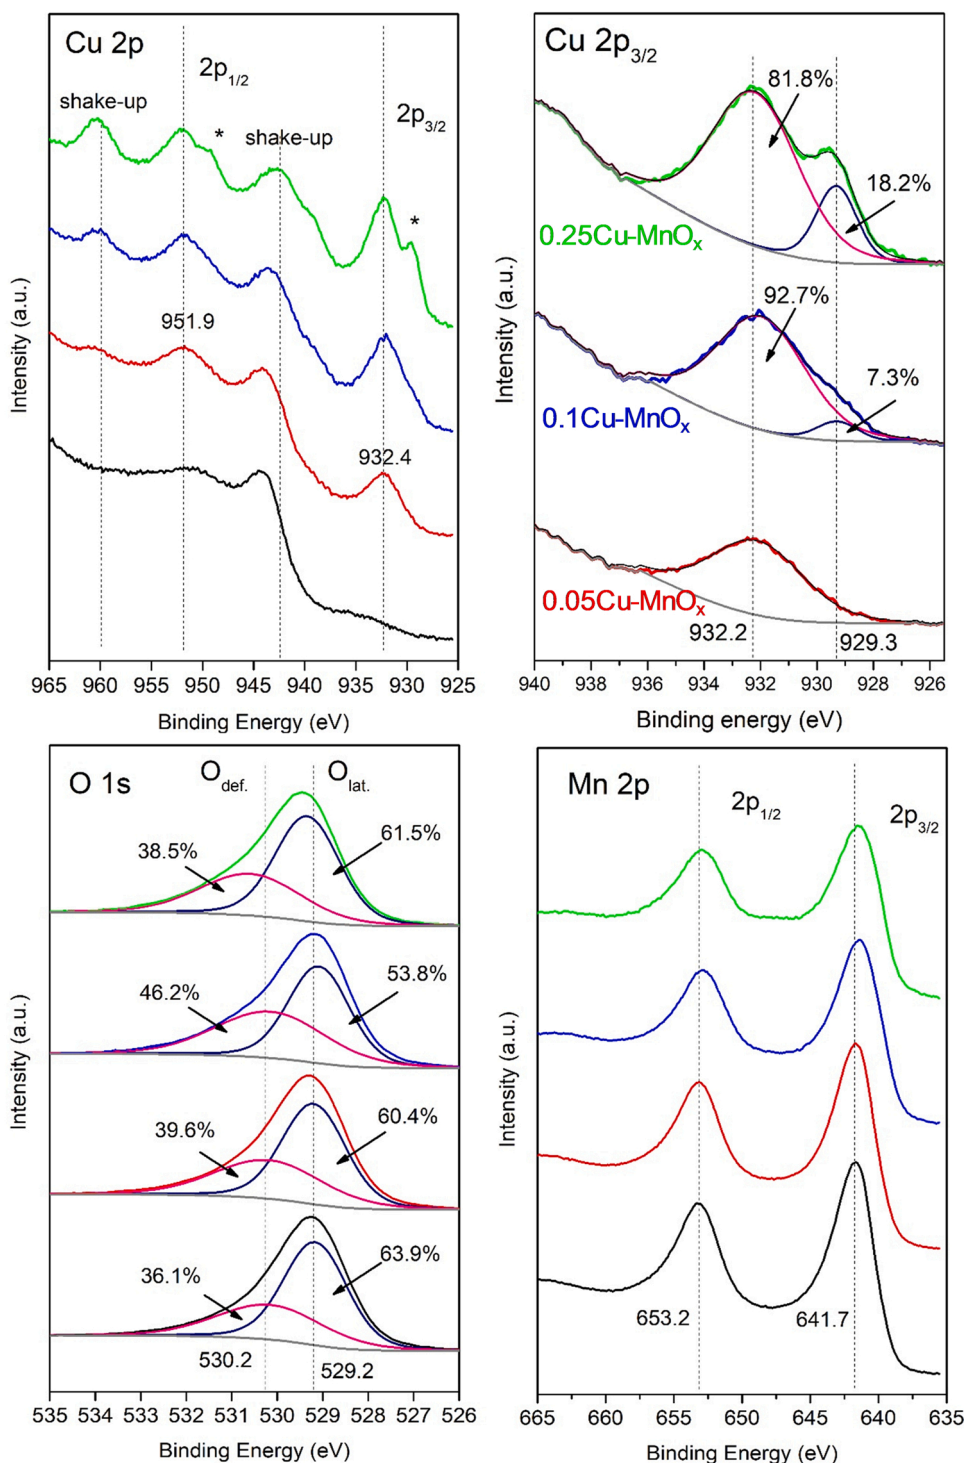 Cu 2p
2p1/2
shake-up
*
shake-up
2p3/2
*
951.9
932.4
Intensity (a.u.)
965 960 955 950 945 940 935 930 925
Binding Energy (eV)
Cu 2p3/2
81.8%
18.2%
0.25Cu-MnOx
92.7%
7.3%
0.1Cu-MnOx
0.05Cu-MnOx
932.2
929.3
Intensity (a.u.)
940 938 936 934 932 930 928 926
Binding energy (eV)
O 1s
Odef.
Olat.
38.5%
61.5%
46.2%
53.8%
39.6%
60.4%
36.1%
63.9%
530.2
529.2
Intensity (a.u.)
535 534 533 532 531 530 529 528 527 526
Binding Energy (eV)
Mn 2p
2p1/2
2p3/2
653.2
641.7
Intensity (a.u.)
665 660 655 650 645 640 635
Binding Energy (eV)